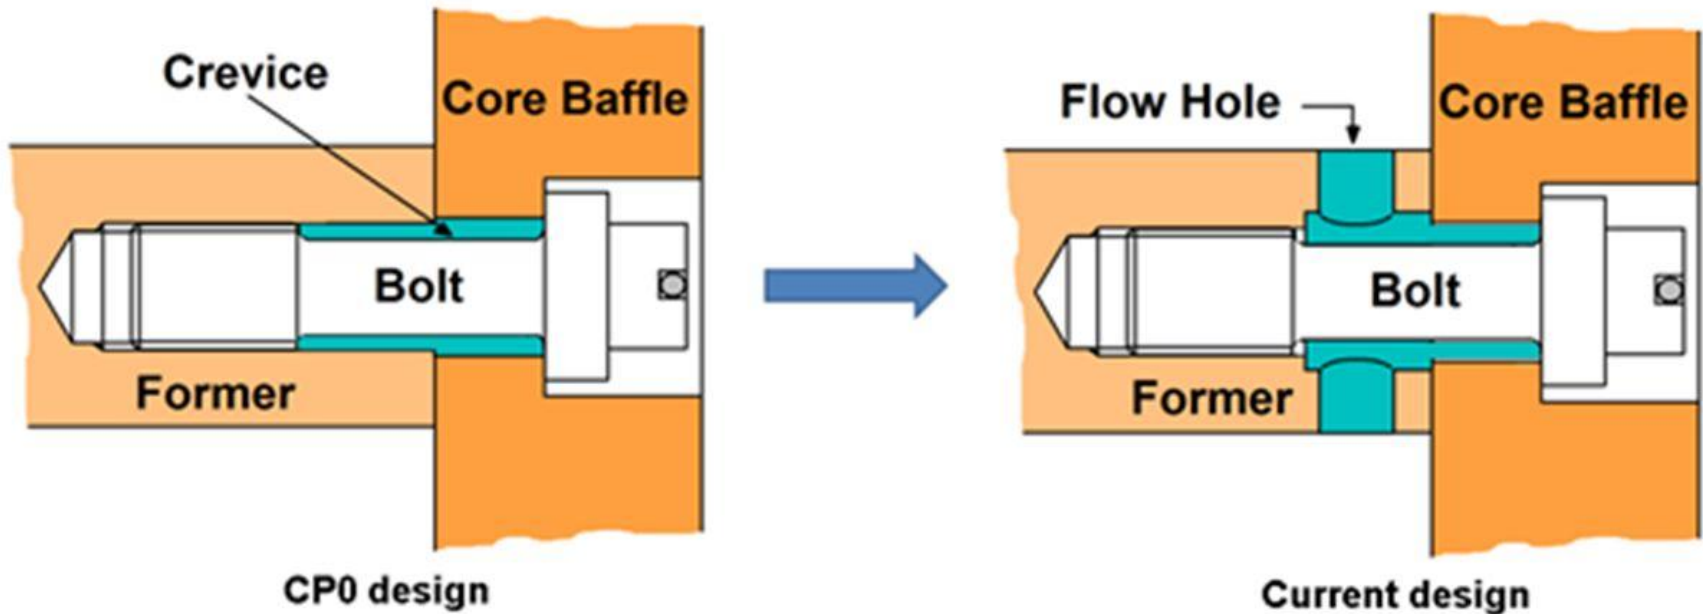 Crevice
Core Baffle
Bolt
Former
CP0 design
Flow Hole
Core Baffle
Bolt
Former
Current design